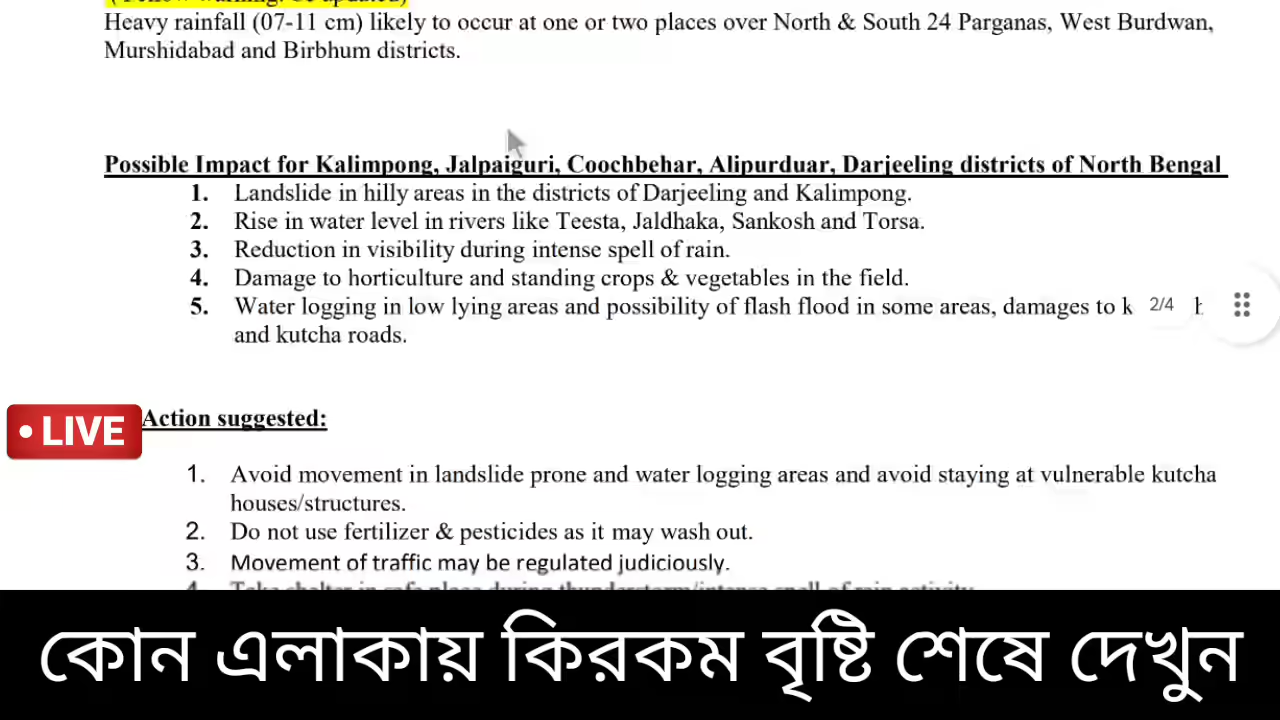 Heavy rainfall (07-11 cm) likely to occur at one or two places over North & South 24 Parganas, West Burdwan,
Murshidabad and Birbhum districts.
Possible Impact for Kalimpong, Jalpaiguri, Coochbehar, Alipurduar, Darjeeling districts of North Bengal
1. Landslide in hilly areas in the districts of Darjeeling and Kalimpong.
2. Rise in water level in rivers like Teesta, Jaldhaka, Sankosh and Torsa.
3. Reduction in visibility during intense spell of rain.
4. Damage to horticulture and standing crops & vegetables in the field.
5. Water logging in low lying areas and possibility of flash flood in some areas, damages to k
2/4
and kutcha roads.
• LIVE
Action suggested:
1. Avoid movement in landslide prone and water logging areas and avoid staying at vulnerable kutcha
houses/structures.
2. Do not use fertilizer & pesticides as it may wash out.
3. Movement of traffic may be regulated judiciously.
কোন এলাকায় কিরকম বৃষ্টি শেষে দেখুন